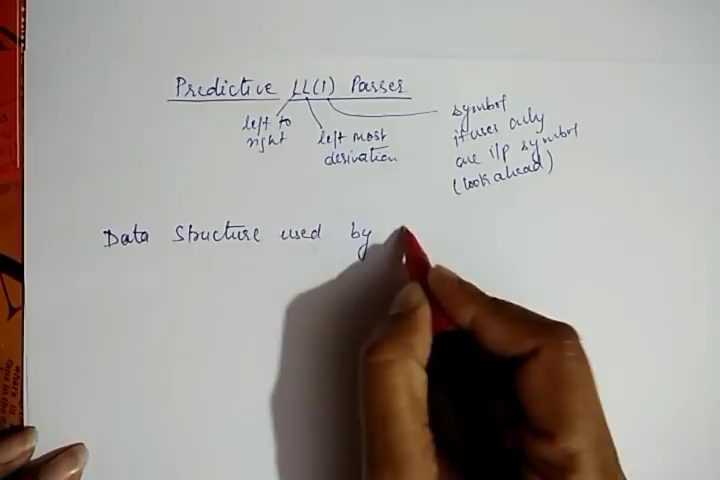 Predictive LL(1) Passer
left to
right
left most
derivation
symbol
it uses only
one i/p symbol
(look ahead)
Data Structure used by